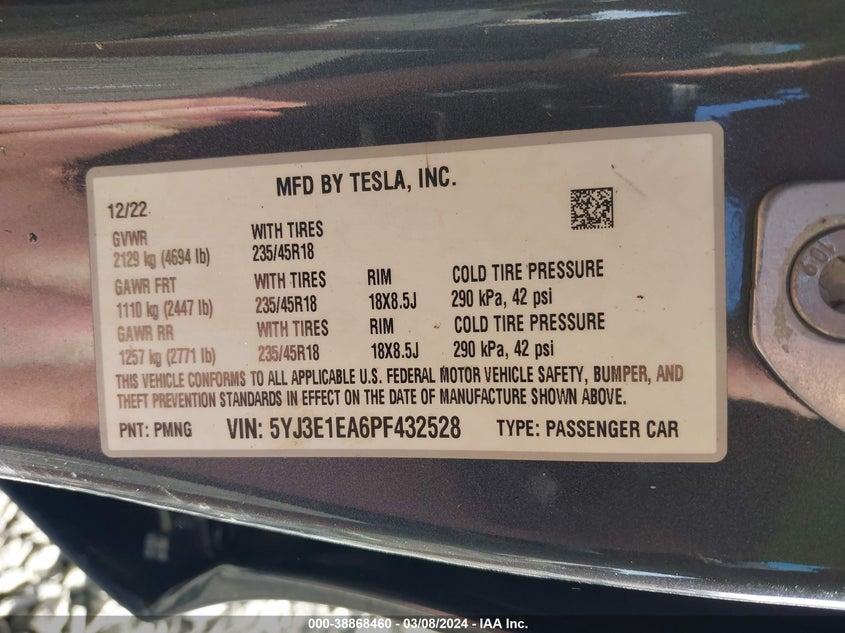 MFD BY TESLA, INC.
12/22
GVWR WITH TIRES
2129 kg (4694 lb) 235/45R18
GAWR FRT WITH TIRES RIM COLD TIRE PRESSURE
1110 kg (2447 lb) 235/45R18 18X8.5J 290 kPa, 42 psi
GAWR RR WITH TIRES RIM COLD TIRE PRESSURE
1257 kg (2771 lb) 235/45R18 18X8.5J 290 kPa, 42 psi
THIS VEHICLE CONFORMS TO ALL APPLICABLE U.S. FEDERAL MOTOR VEHICLE SAFETY, BUMPER, AND
THEFT PREVENTION STANDARDS IN EFFECT ON THE DATE OF MANUFACTURE SHOWN ABOVE.
PNT: PMNG VIN: 5YJ3E1EA6PF432528 TYPE: PASSENGER CAR
000-38868460 - 03/08/2024 - IAA Inc.